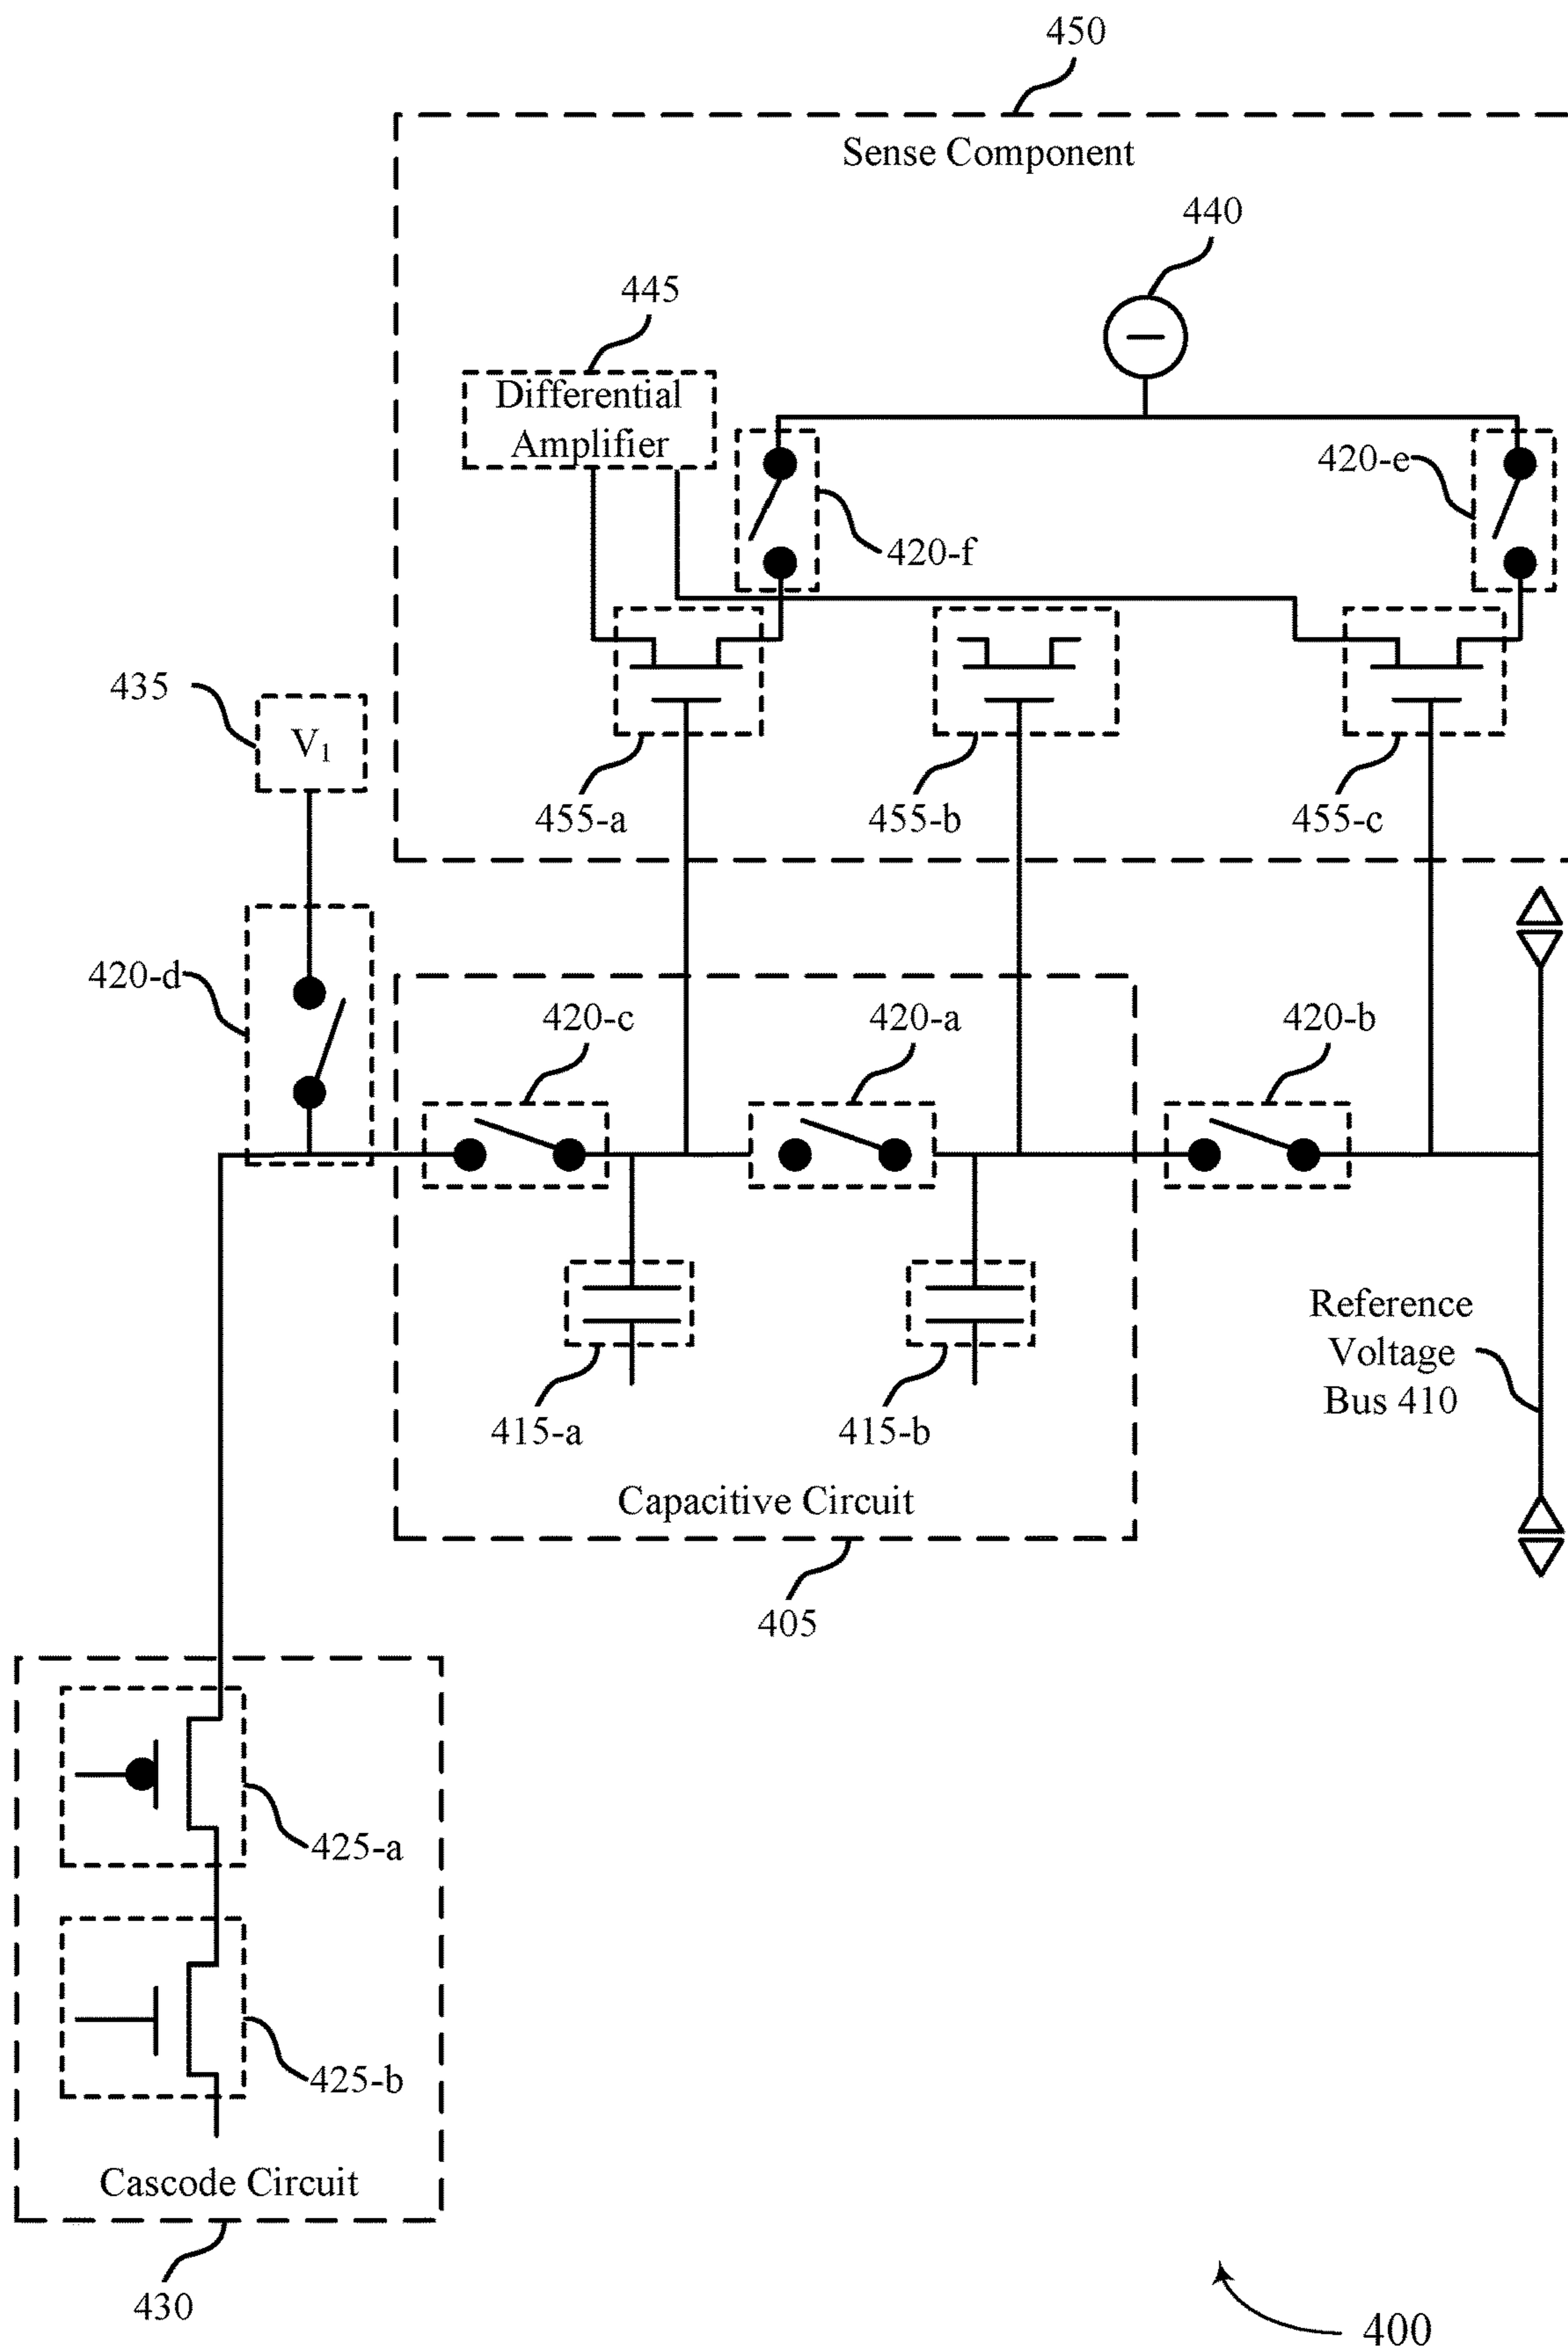 450
Sense Component
440
445
Differential
Amplifier
420-e
420-f
435
V₁
455-a
455-b
455-c
420-d
420-c
420-a
420-b
Reference
Voltage
Bus 410
415-a
415-b
Capacitive Circuit
405
425-a
425-b
Cascode Circuit
430
400